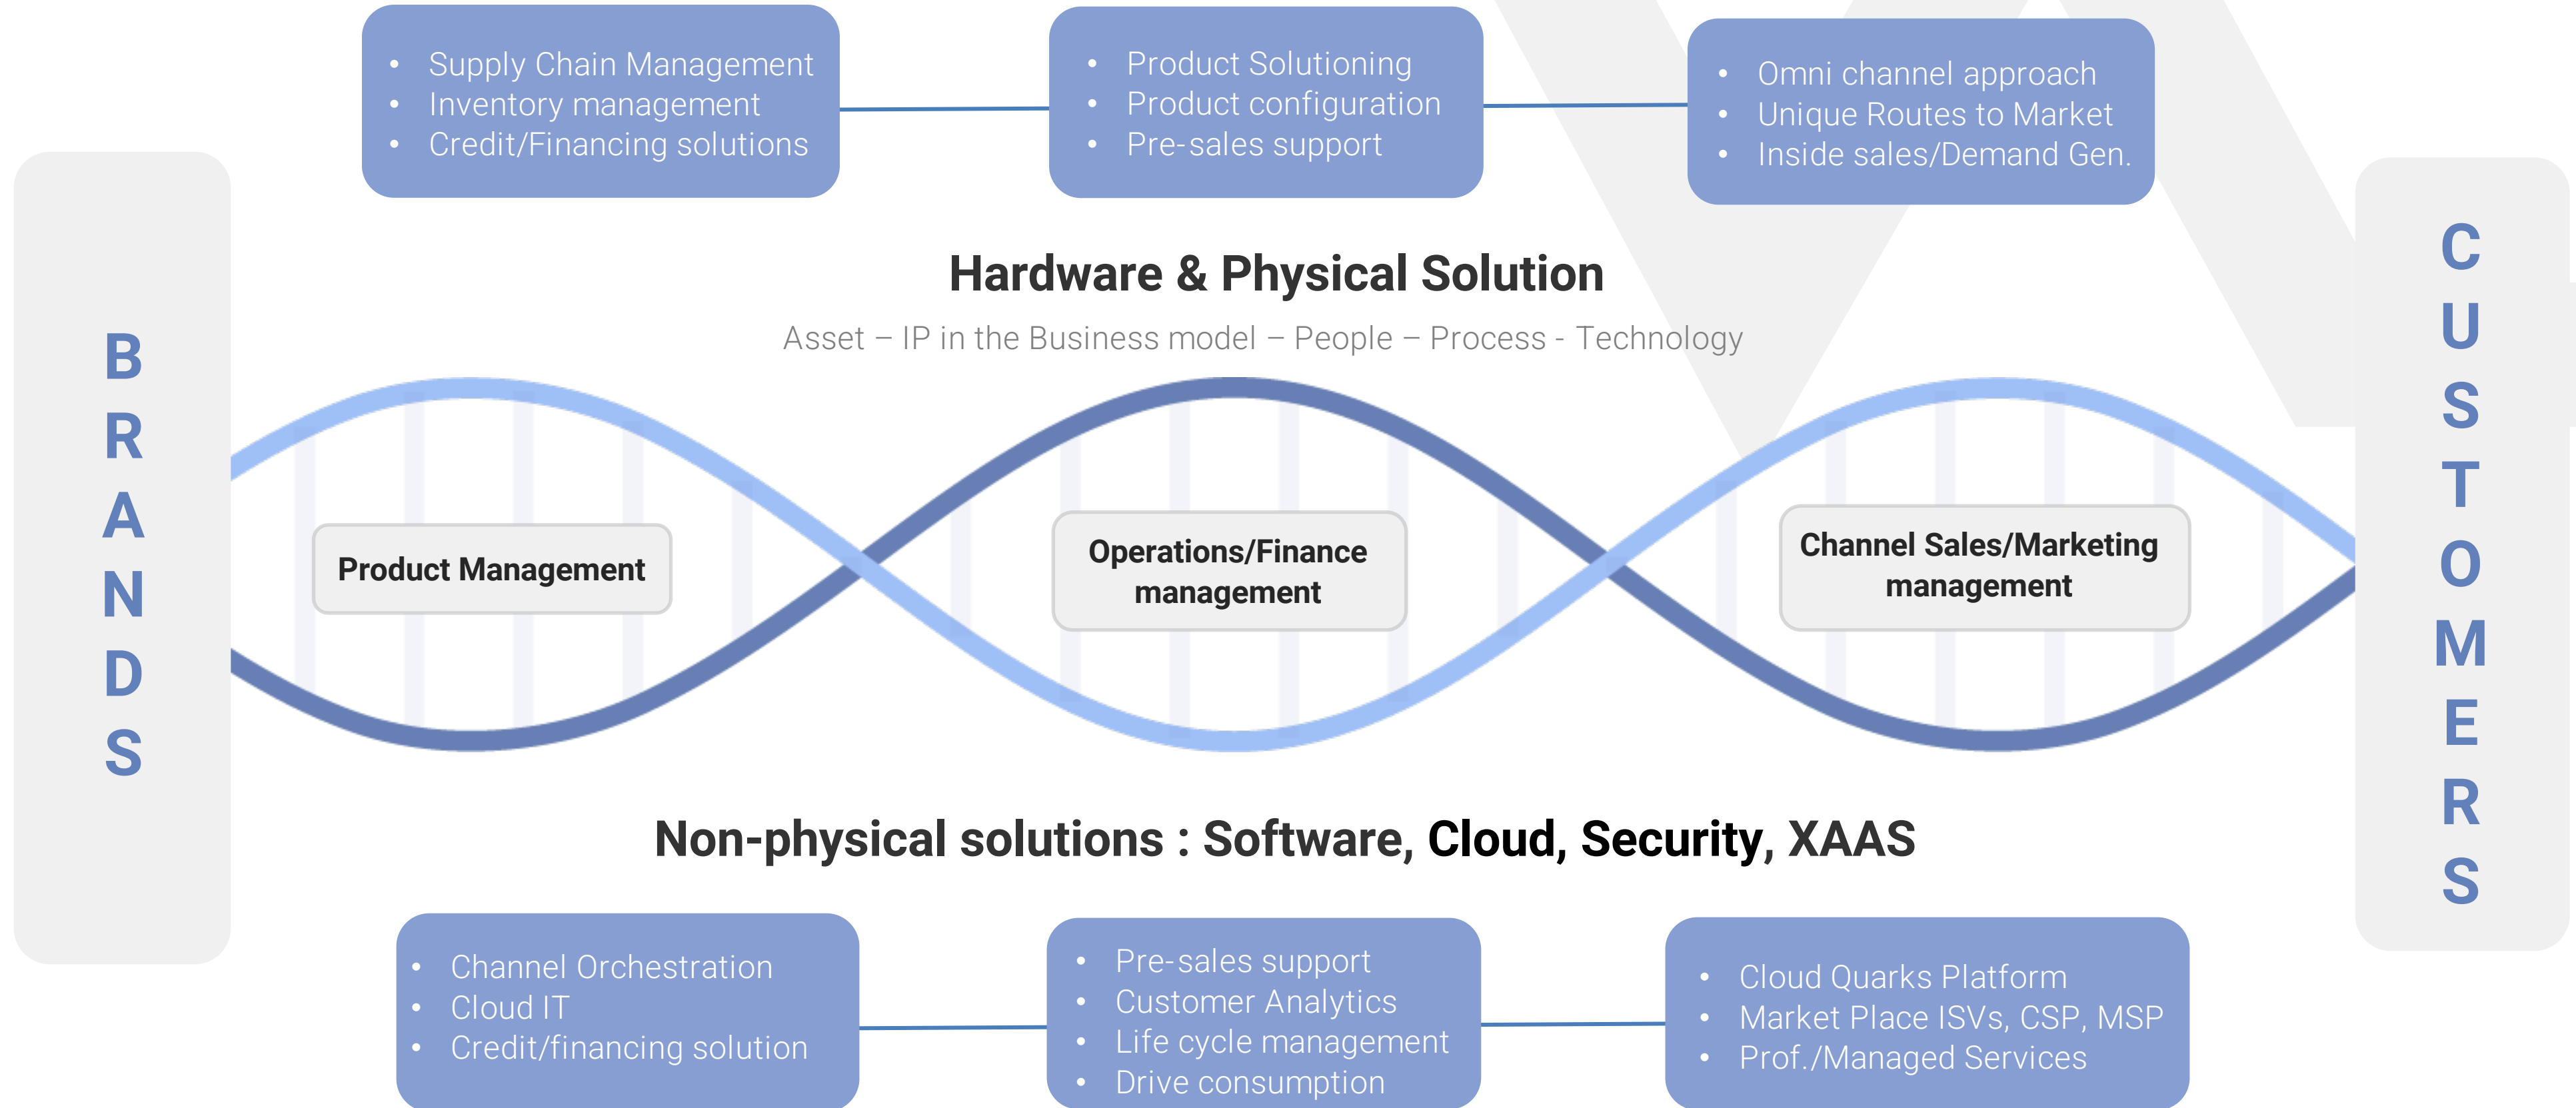 • Supply Chain Management
• Inventory management
• Credit/Financing solutions
• Product Solutioning
• Product configuration
• Pre-sales support
• Omni channel approach
• Unique Routes to Market
• Inside sales/Demand Gen.
BRANDS
Hardware & Physical Solution
Asset – IP in the Business model – People – Process - Technology
Product Management
Operations/Finance
management
Channel Sales/Marketing
management
CUSTOMERS
Non-physical solutions : Software, Cloud, Security, XAAS
• Channel Orchestration
• Cloud IT
• Credit/financing solution
• Pre-sales support
• Customer Analytics
• Life cycle management
• Drive consumption
• Cloud Quarks Platform
• Market Place ISVs, CSP, MSP
• Prof./Managed Services